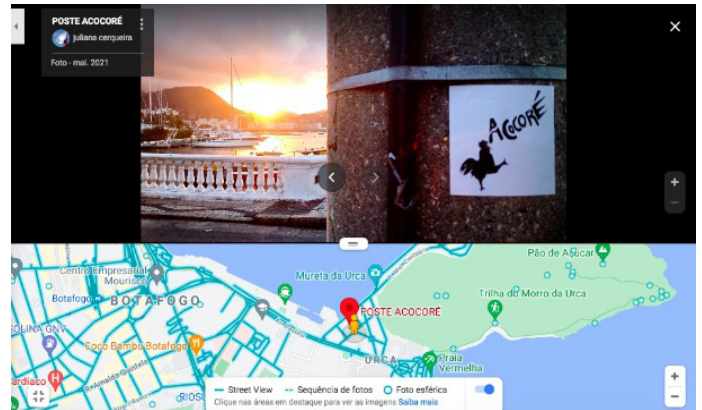 POSTE ACOCORÉ
juliana cerqueira
Foto - mai. 2021
ACOCORÉ
Pão de Açúcar
Centro Empresarial
Mourisco
Mureta da Urca
Botafogo
BOTAFOGO
Trilha do Morro da Urca
POSTE ACOCORÉ
Coco Bambu Botafogo
URCA
Praia
Vermelha
Street View
Sequência de fotos
Foto esférica
Clique nas áreas em destaque para ver as imagens Saiba mais